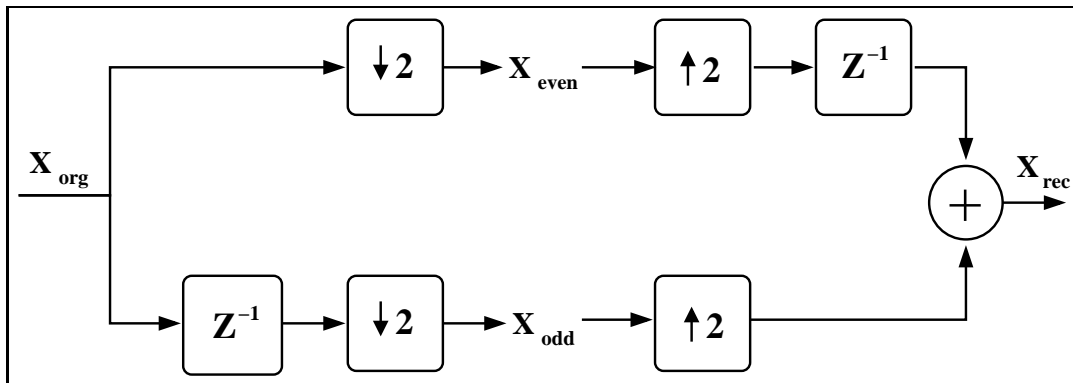 ↓2
X even
↑2
Z⁻¹
X org
X rec
+
Z⁻¹
↓2
X odd
↑2